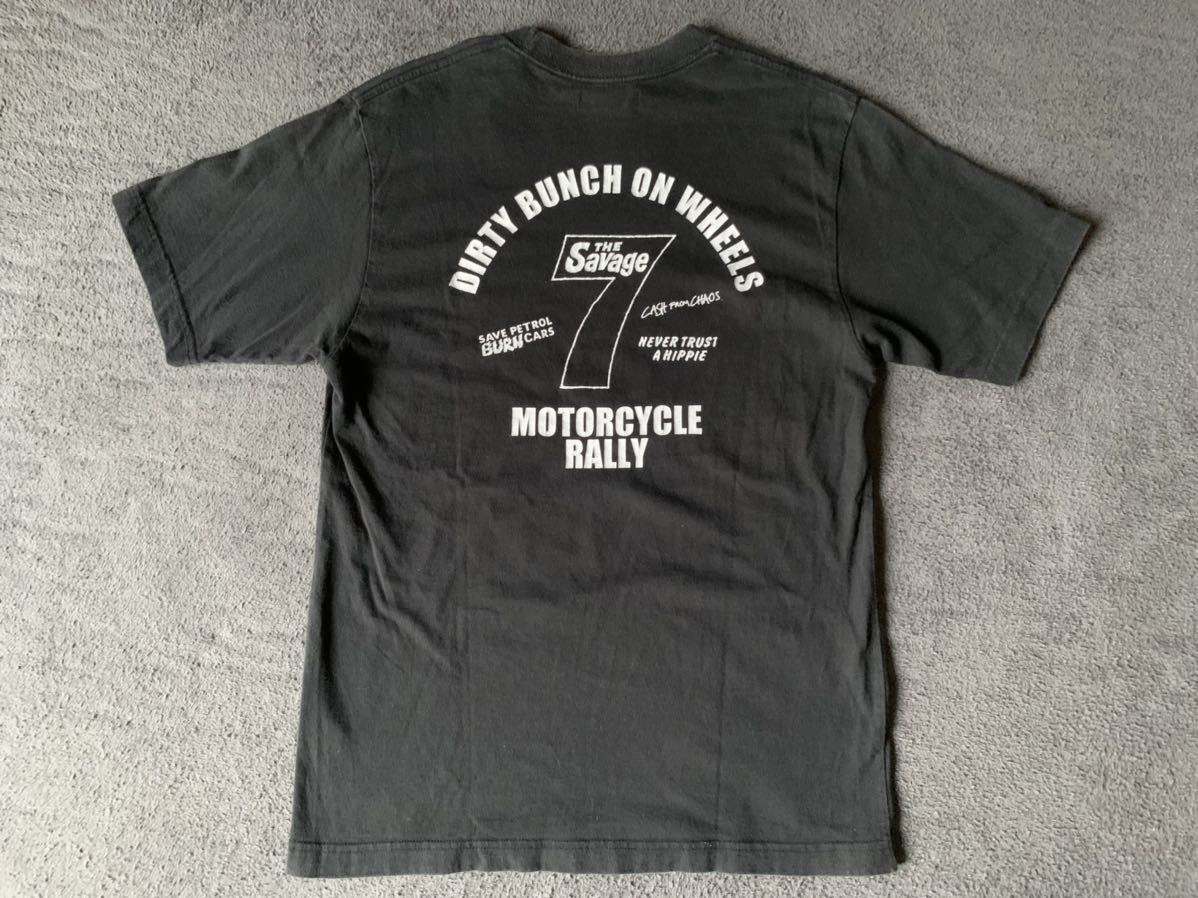 DIRTY BUNCH ON WHEELS
THE
Savage
7
CASH FROM CHAOS
SAVE PETROL
BURN CARS
NEVER TRUST
A HIPPIE
MOTORCYCLE
RALLY